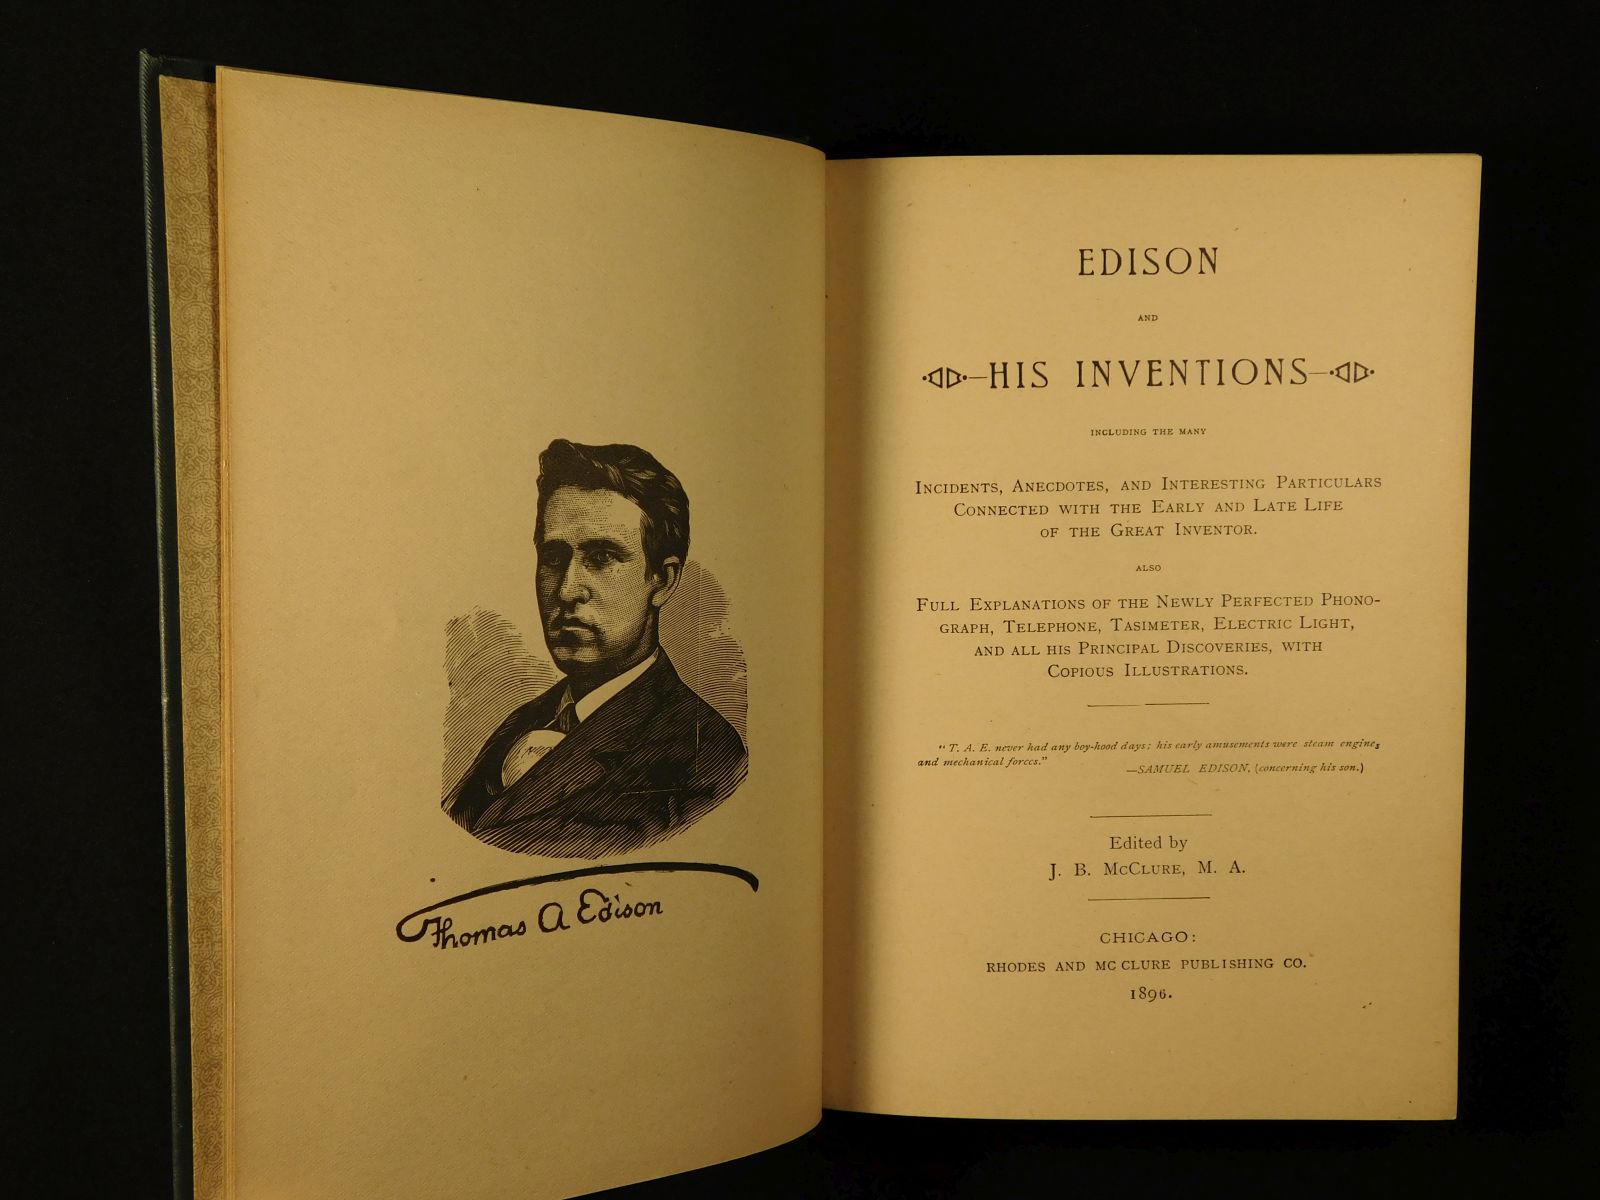 Thomas A Edison
EDISON
AND
HIS INVENTIONS
INCLUDING THE MANY
INCIDENTS, ANECDOTES, AND INTERESTING PARTICULARS
CONNECTED WITH THE EARLY AND LATE LIFE
OF THE GREAT INVENTOR.
ALSO
FULL EXPLANATIONS OF THE NEWLY PERFECTED PHONO-
GRAPH, TELEPHONE, TASIMETER, ELECTRIC LIGHT,
AND ALL HIS PRINCIPAL DISCOVERIES, WITH
COPIOUS ILLUSTRATIONS.
"T. A. E. never had any boy-hood days; his early amusements were steam engines
and mechanical forces."
—SAMUEL EDISON, (concerning his son.)
Edited by
J. B. McCLURE, M. A.
CHICAGO:
RHODES AND MC CLURE PUBLISHING CO.
1896.